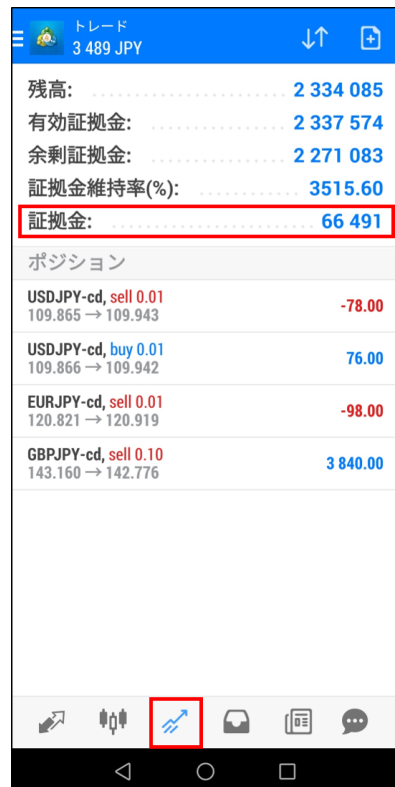 トレード
3 489 JPY
残高: 2 334 085
有効証拠金: 2 337 574
余剰証拠金: 2 271 083
証拠金維持率(%): 3515.60
証拠金: 66 491
ポジション
USDJPY-cd, sell 0.01
109.865 → 109.943 -78.00
USDJPY-cd, buy 0.01
109.866 → 109.942 76.00
EURJPY-cd, sell 0.01
120.821 → 120.919 -98.00
GBPJPY-cd, sell 0.10
143.160 → 142.776 3 840.00